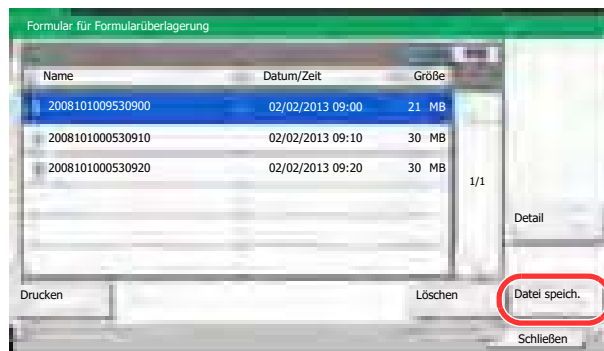 Formular für Formularüberlagerung
Name Datum/Zeit Größe
2008101009530900 02/02/2013 09:00 21 MB
2008101000530910 02/02/2013 09:10 30 MB
2008101000530920 02/02/2013 09:20 30 MB
1/1
Detail
Drucken Löschen Datei speich.
Schließen